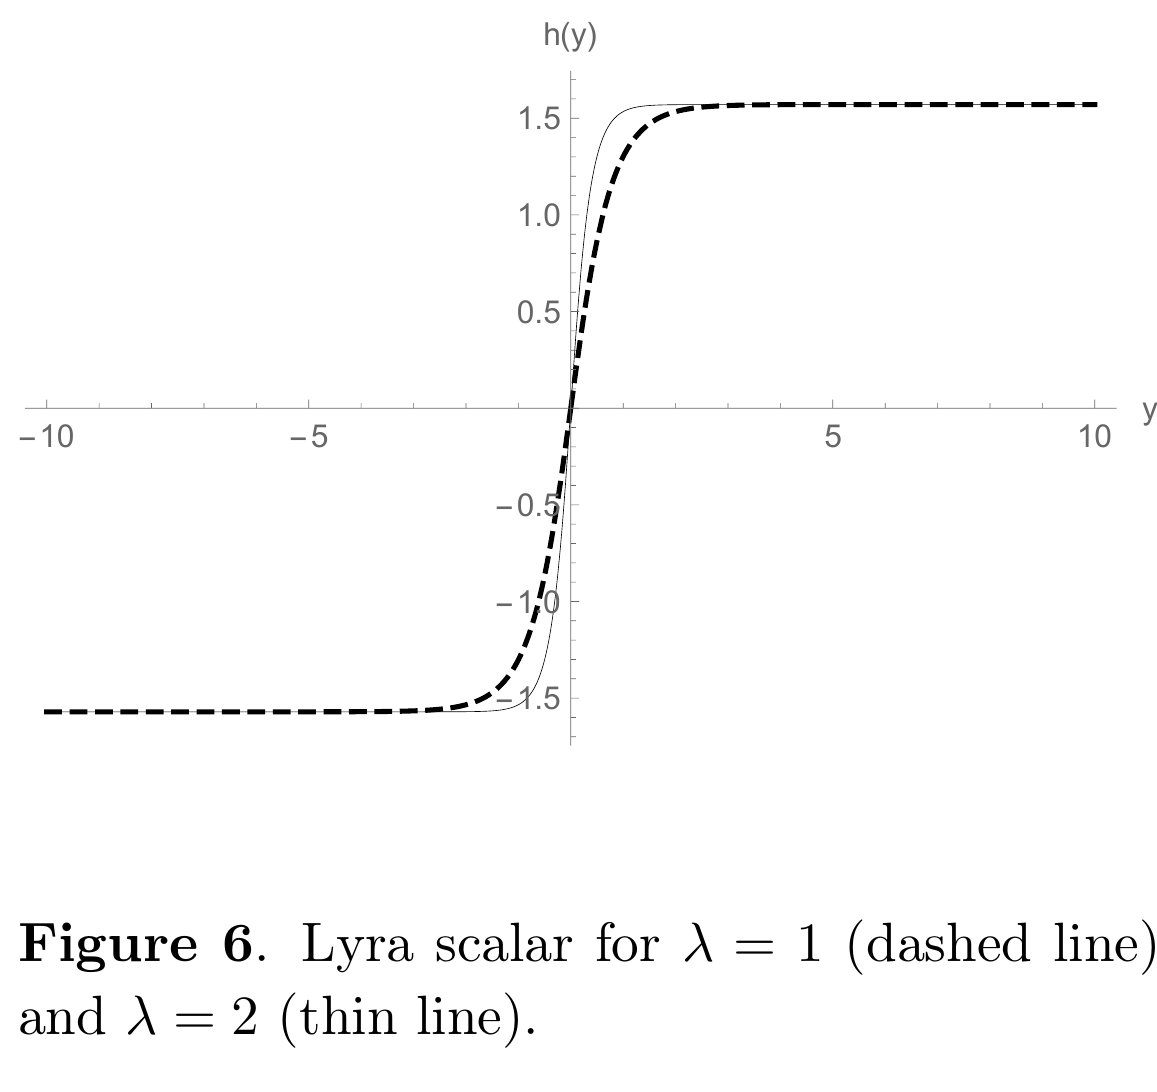 h(y)
1.5
1.0
0.5
−10 −5 5 10 y
−0.5
−1.0
−1.5
Figure 6. Lyra scalar for λ = 1 (dashed line)
and λ = 2 (thin line).